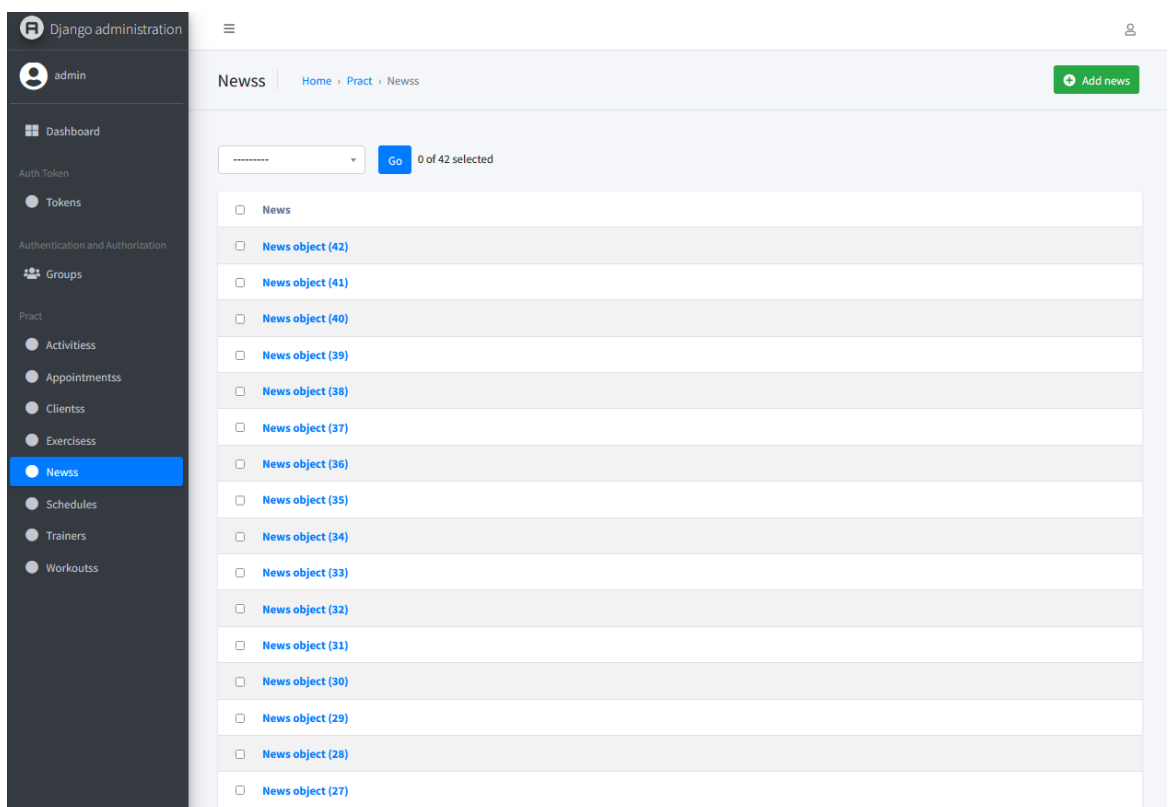 Django administration
admin
Dashboard
Auth Token
Tokens
Authentication and Authorization
Groups
Pract
Activitiess
Appointmentss
Clientss
Exercisess
Newss
Schedules
Trainers
Workoutss
Newss
Home › Pract › Newss
Add news
---------
Go
0 of 42 selected
News
News object (42)
News object (41)
News object (40)
News object (39)
News object (38)
News object (37)
News object (36)
News object (35)
News object (34)
News object (33)
News object (32)
News object (31)
News object (30)
News object (29)
News object (28)
News object (27)